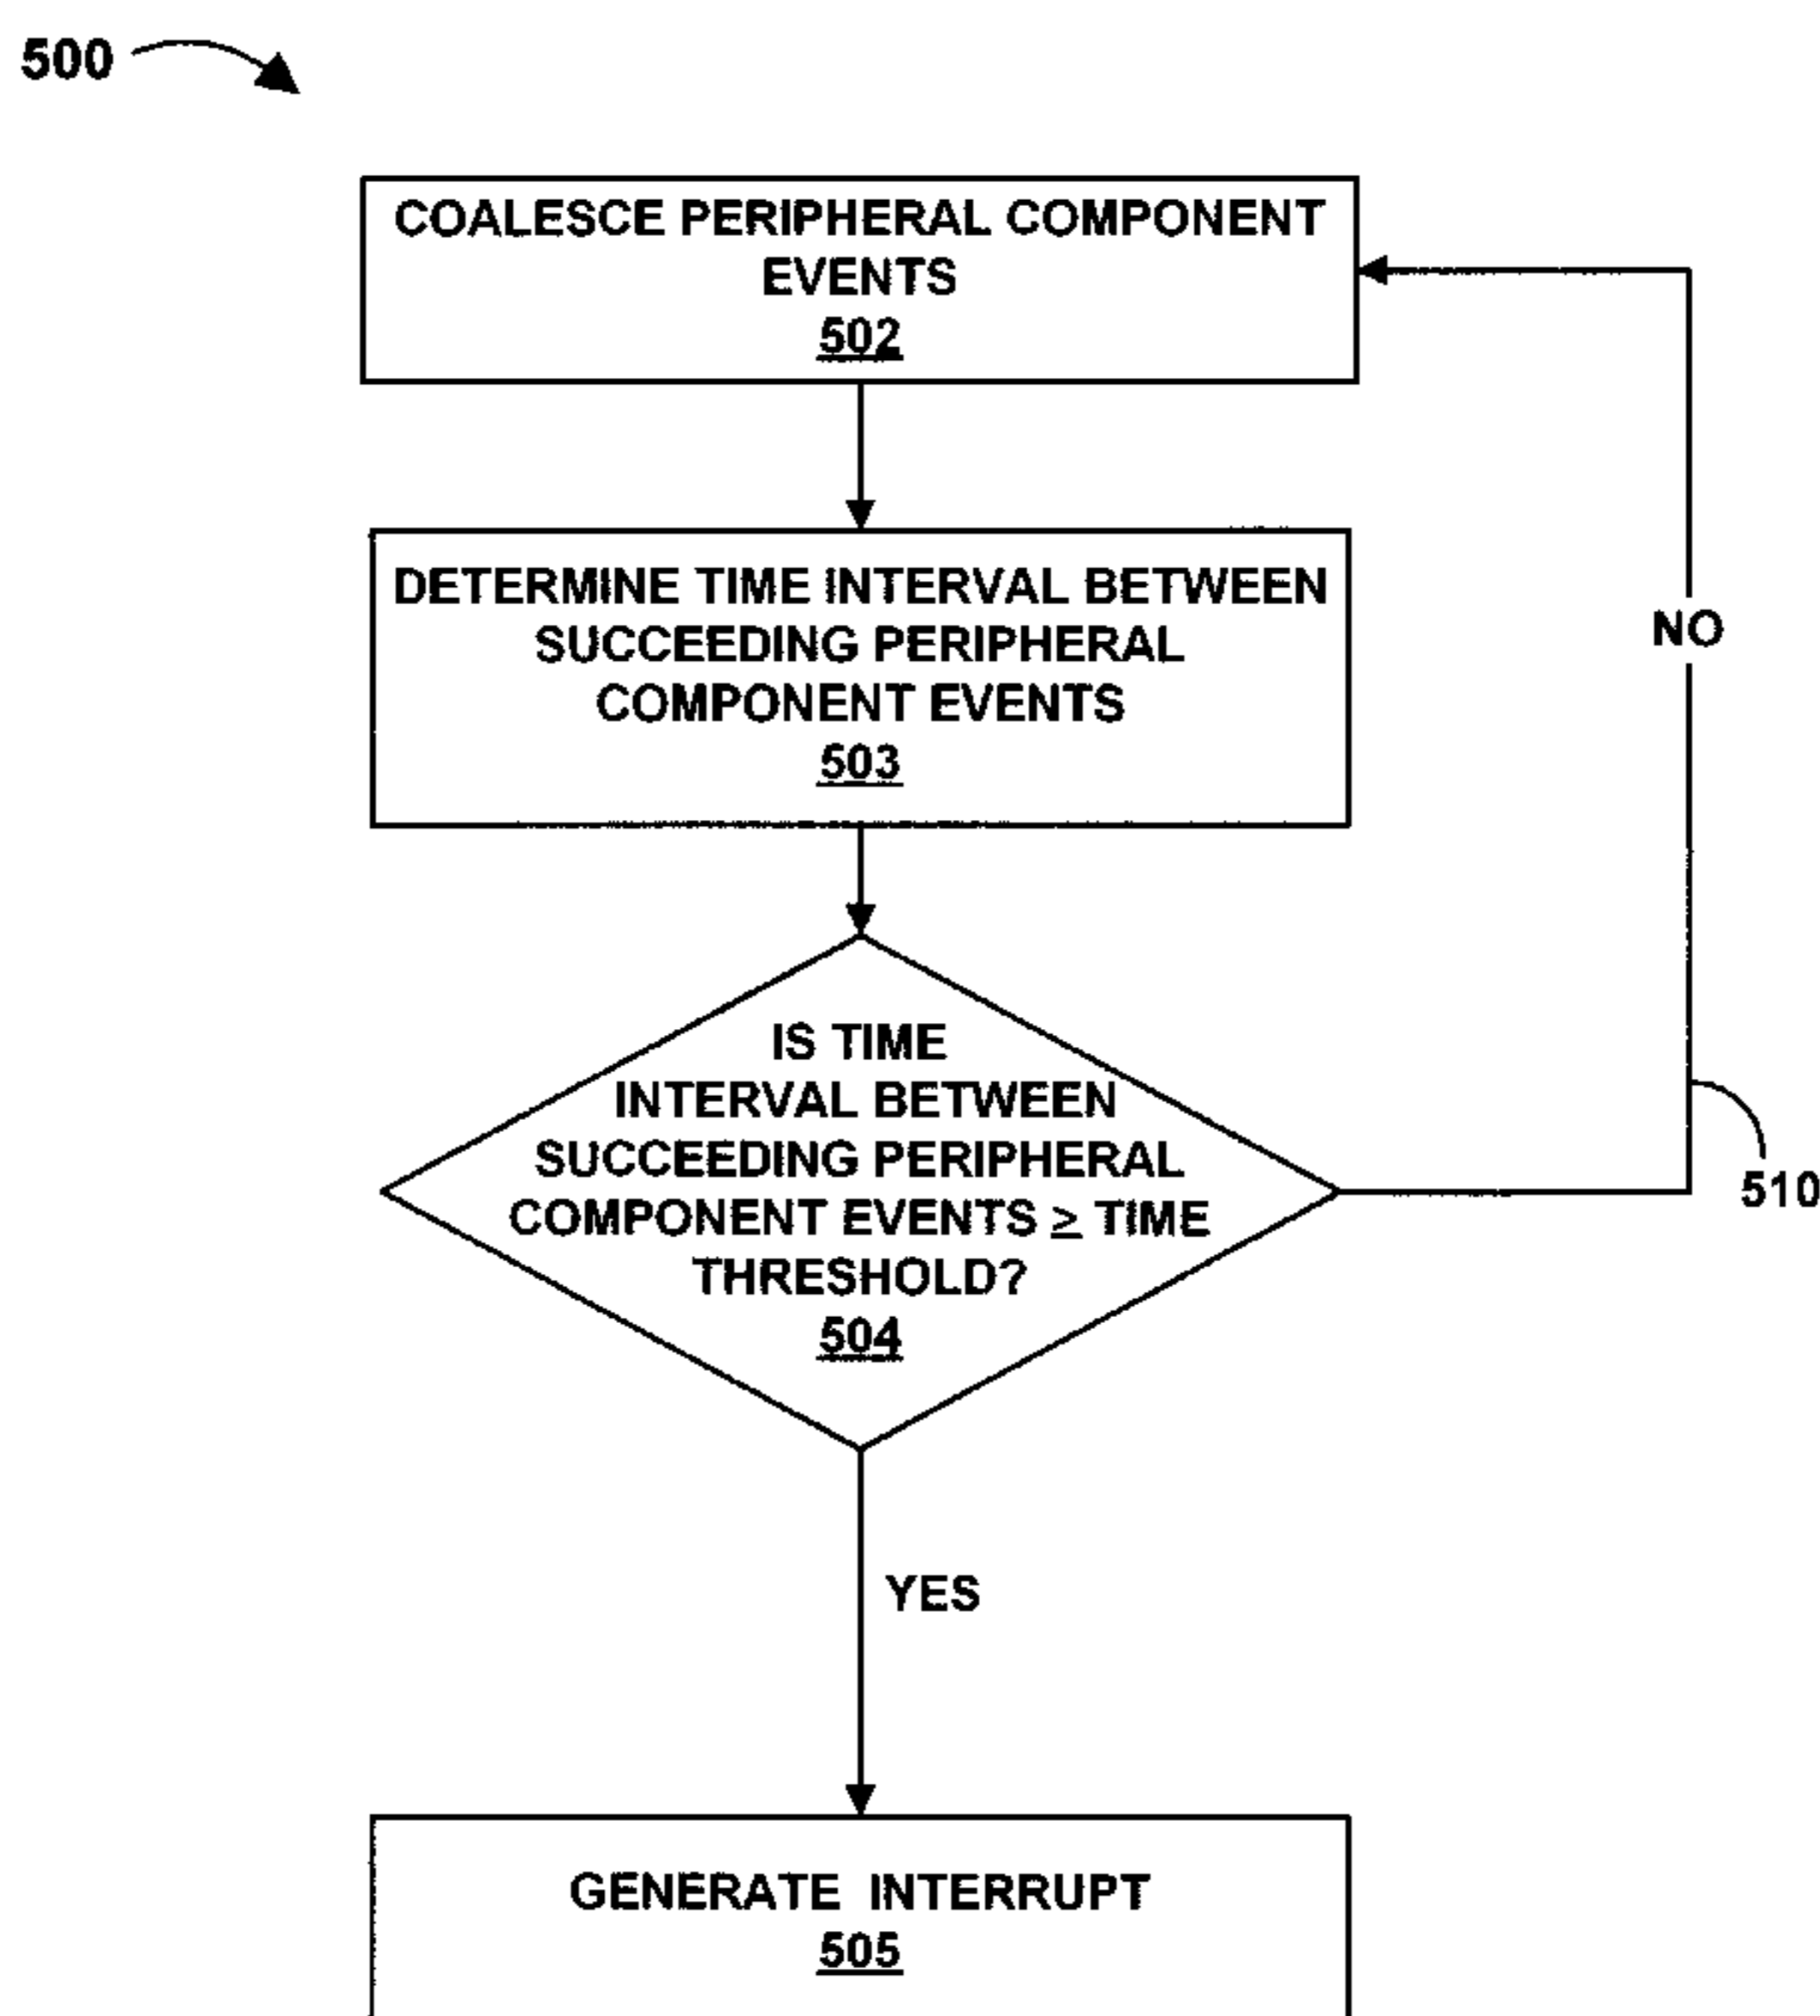 500
COALESCE PERIPHERAL COMPONENT
EVENTS
502
DETERMINE TIME INTERVAL BETWEEN
SUCCEEDING PERIPHERAL
COMPONENT EVENTS
503
NO
IS TIME
INTERVAL BETWEEN
SUCCEEDING PERIPHERAL
COMPONENT EVENTS ≥ TIME
THRESHOLD?
504
510
YES
GENERATE INTERRUPT
505